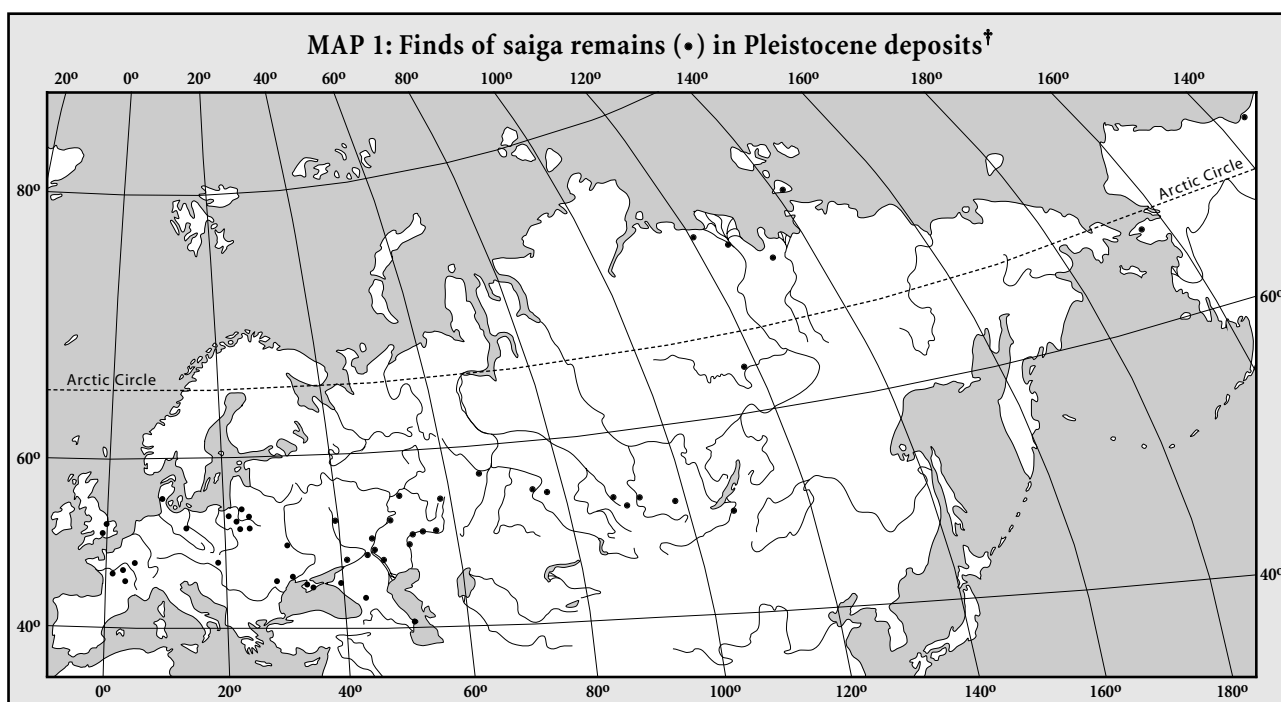 MAP 1: Finds of saiga remains (•) in Pleistocene deposits†
20º 0º 20º 40º 60º 80º 100º 120º 140º 160º 180º 160º 140º
80º
Arctic Circle
60º
Arctic Circle
60º
40º
40º
0º 20º 40º 60º 80º 100º 120º 140º 160º 180º